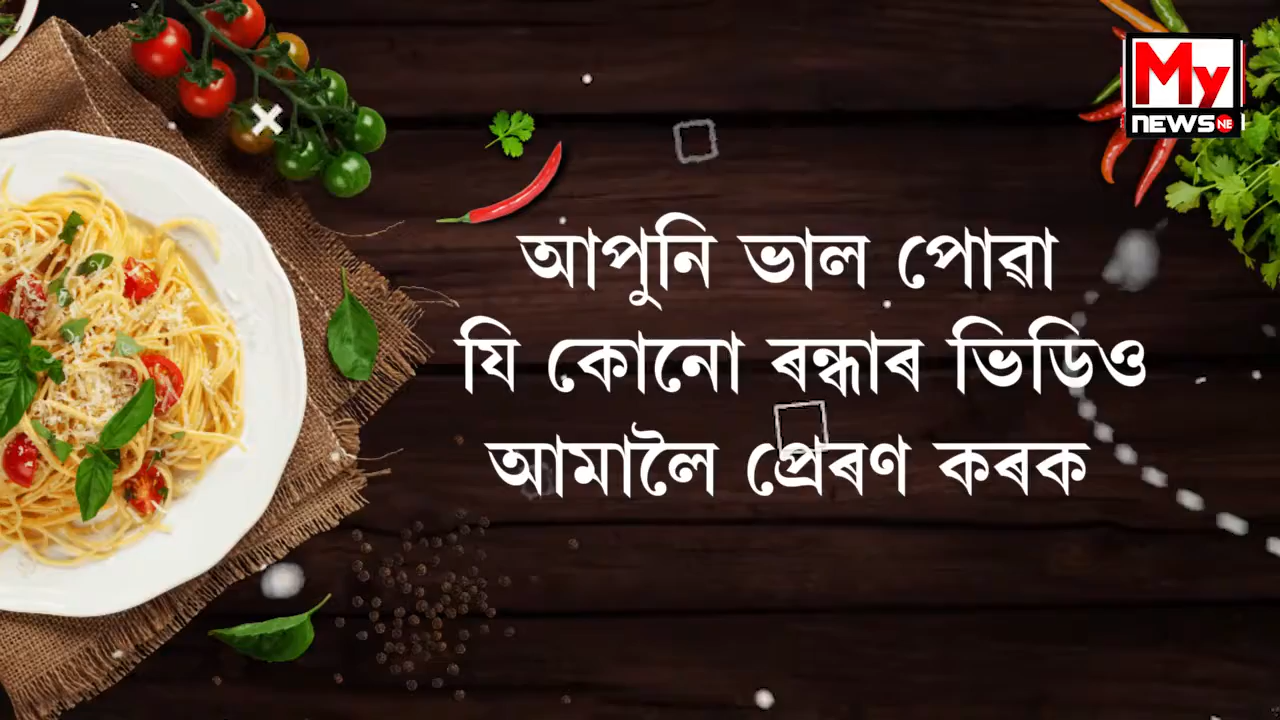 My
NEWS NE
আপুনি ভাল পোৱা
যি কোনো ৰন্ধাৰ ভিডিও
আমালৈ প্ৰেৰণ কৰক